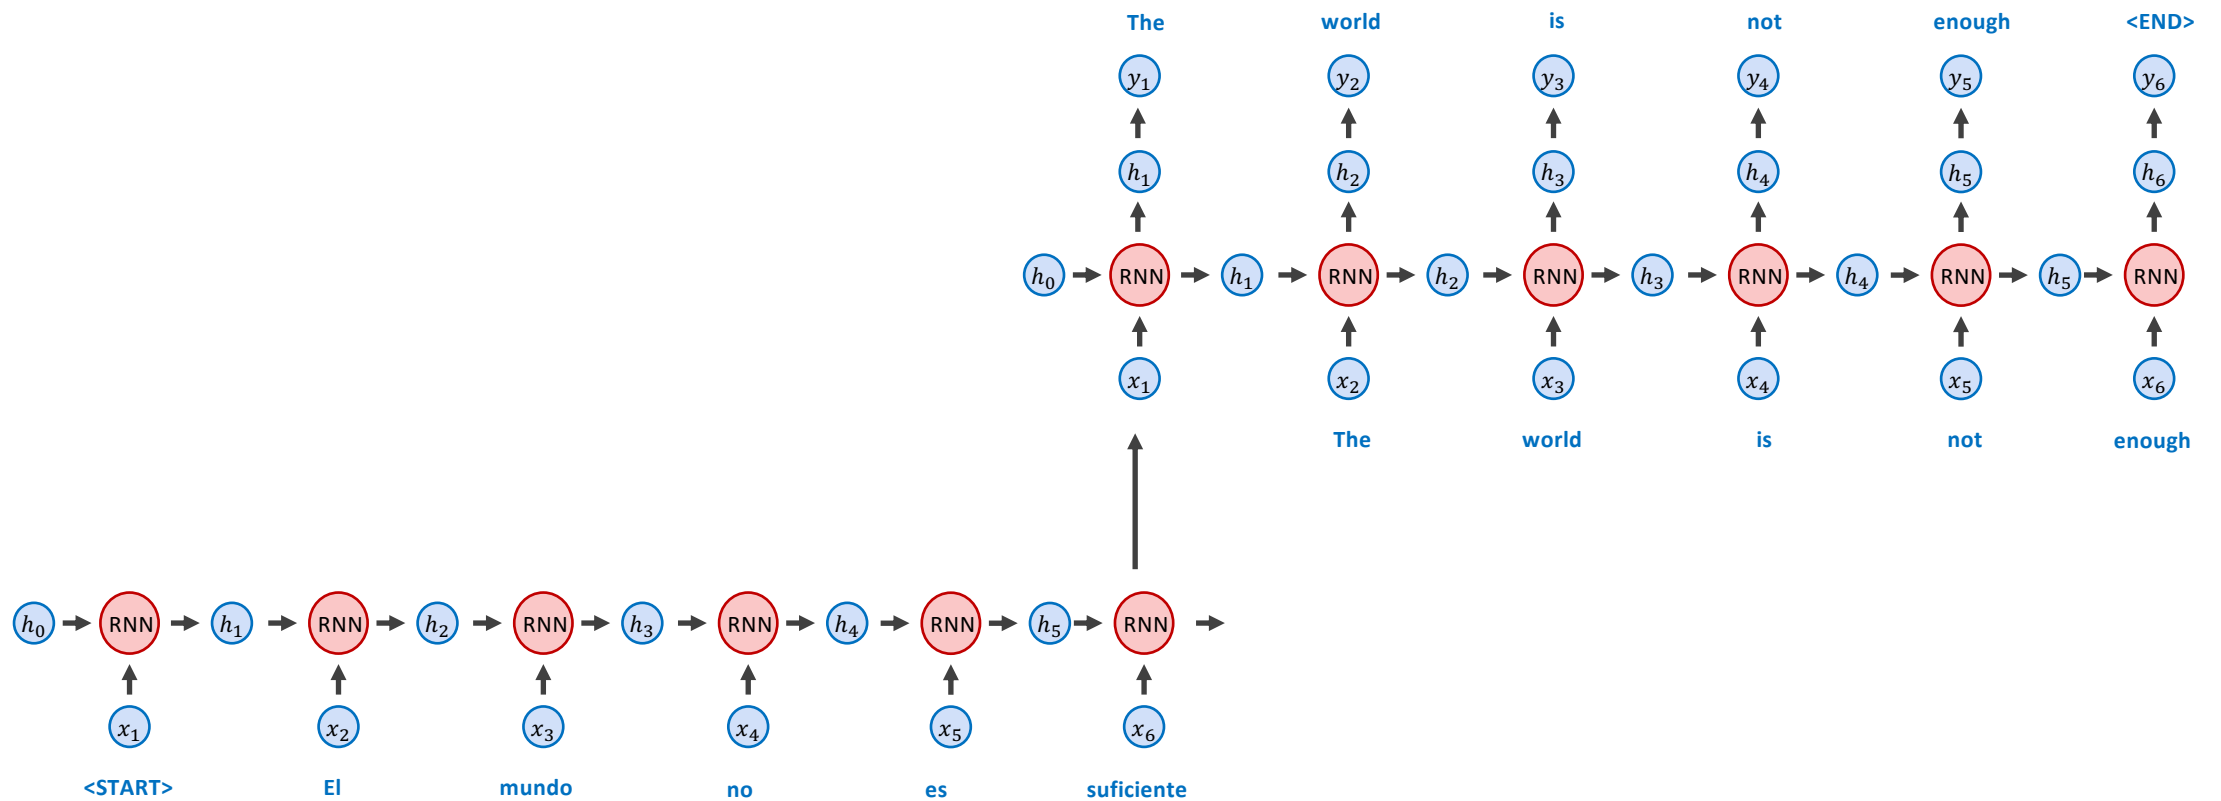 The world is not enough <END>
y₁ y₂ y₃ y₄ y₅ y₆
h₁ h₂ h₃ h₄ h₅ h₆
h₀ RNN h₁ RNN h₂ RNN h₃ RNN h₄ RNN h₅ RNN
x₁ x₂ x₃ x₄ x₅ x₆
The world is not enough
h₀ RNN h₁ RNN h₂ RNN h₃ RNN h₄ RNN h₅ RNN
x₁ x₂ x₃ x₄ x₅ x₆
<START> El mundo no es suficiente